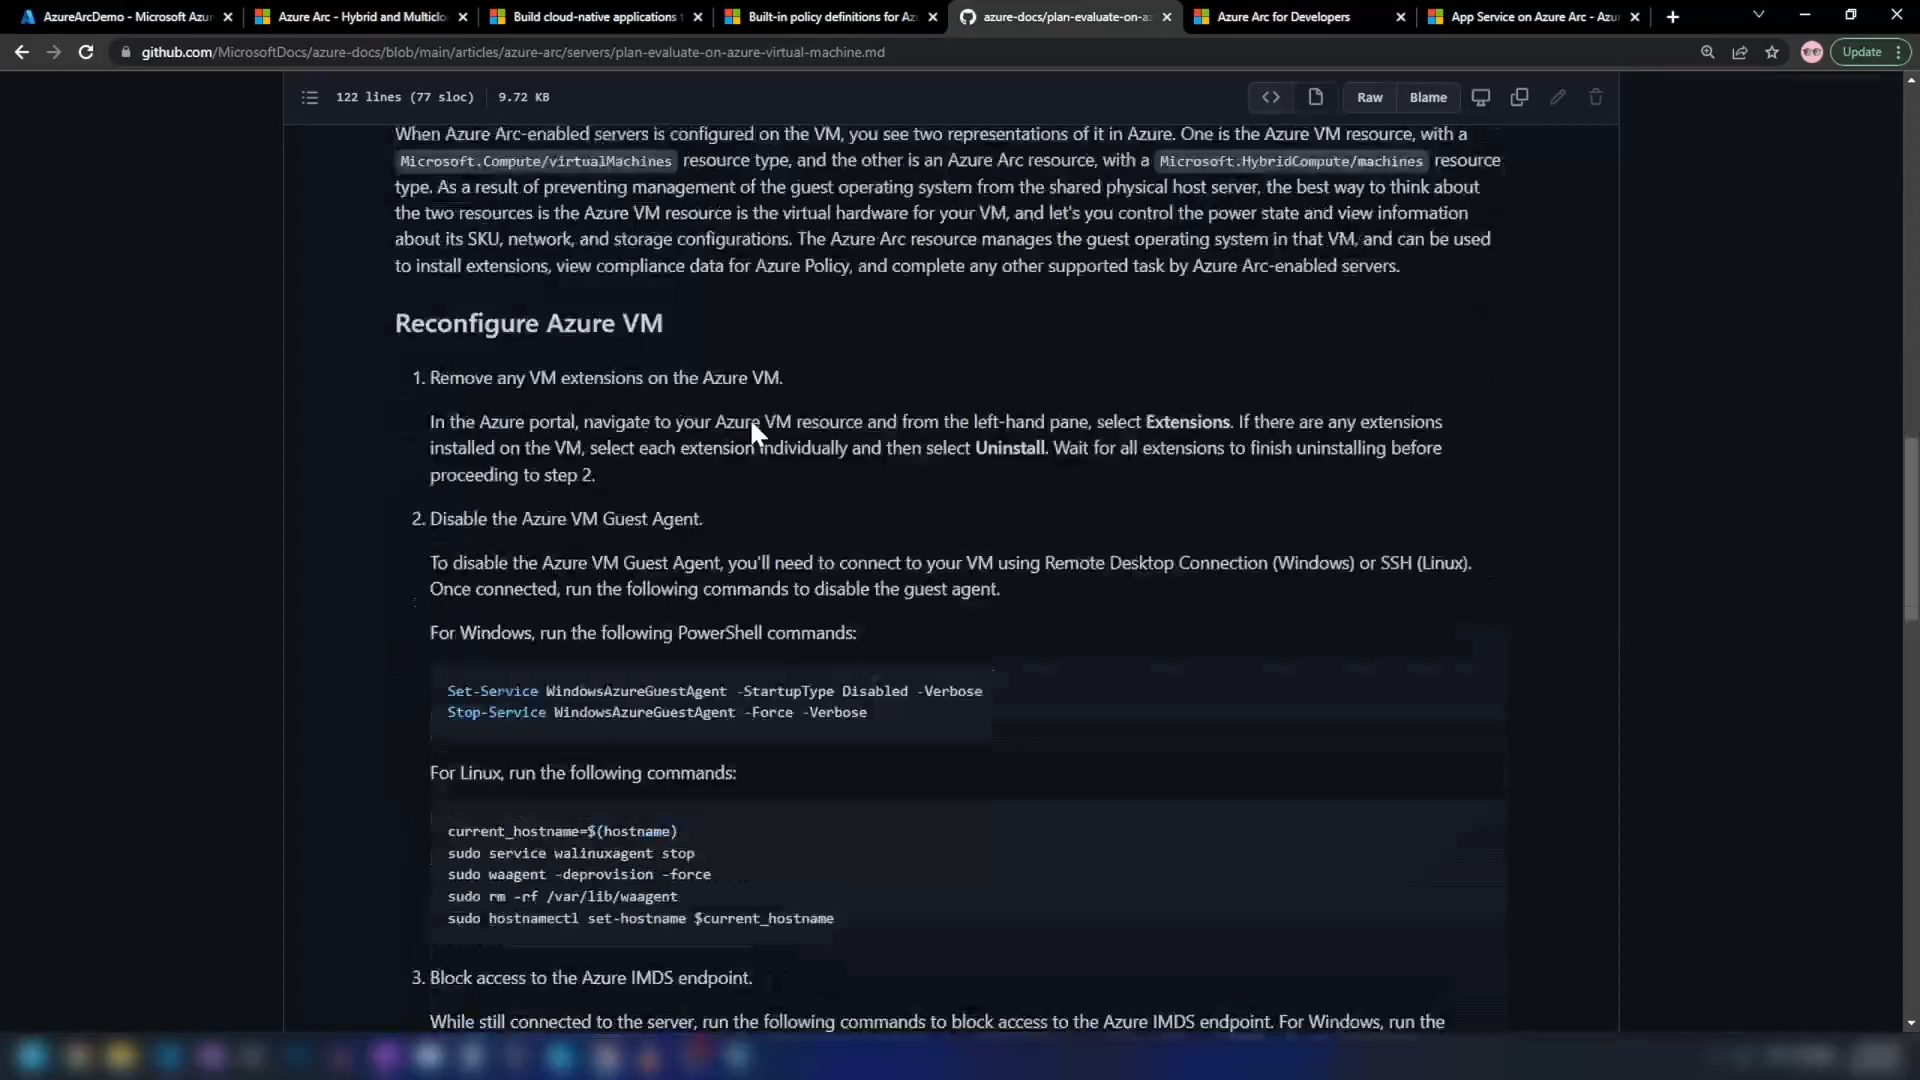 AzureArcDemo - Microsoft Azur
Azure Arc - Hybrid and Multiclo
Build cloud-native applications
Built-in policy definitions for Az
azure-docs/plan-evaluate-on-a
Azure Arc for Developers
App Service on Azure Arc - Azu
github.com/MicrosoftDocs/azure-docs/blob/main/articles/azure-arc/servers/plan-evaluate-on-azure-virtual-machine.md
Update
122 lines (77 sloc) 9.72 KB
Raw Blame
When Azure Arc-enabled servers is configured on the VM, you see two representations of it in Azure. One is the Azure VM resource, with a
Microsoft.Compute/virtualMachines resource type, and the other is an Azure Arc resource, with a Microsoft.HybridCompute/machines resource
type. As a result of preventing management of the guest operating system from the shared physical host server, the best way to think about
the two resources is the Azure VM resource is the virtual hardware for your VM, and let's you control the power state and view information
about its SKU, network, and storage configurations. The Azure Arc resource manages the guest operating system in that VM, and can be used
to install extensions, view compliance data for Azure Policy, and complete any other supported task by Azure Arc-enabled servers.
Reconfigure Azure VM
1. Remove any VM extensions on the Azure VM.
In the Azure portal, navigate to your Azure VM resource and from the left-hand pane, select Extensions. If there are any extensions
installed on the VM, select each extension individually and then select Uninstall. Wait for all extensions to finish uninstalling before
proceeding to step 2.
2. Disable the Azure VM Guest Agent.
To disable the Azure VM Guest Agent, you'll need to connect to your VM using Remote Desktop Connection (Windows) or SSH (Linux).
Once connected, run the following commands to disable the guest agent.
For Windows, run the following PowerShell commands:
Set-Service WindowsAzureGuestAgent -StartupType Disabled -Verbose
Stop-Service WindowsAzureGuestAgent -Force -Verbose
For Linux, run the following commands:
current_hostname=$(hostname)
sudo service walinuxagent stop
sudo waagent -deprovision -force
sudo rm -rf /var/lib/waagent
sudo hostnamectl set-hostname $current_hostname
3. Block access to the Azure IMDS endpoint.
While still connected to the server, run the following commands to block access to the Azure IMDS endpoint. For Windows, run the